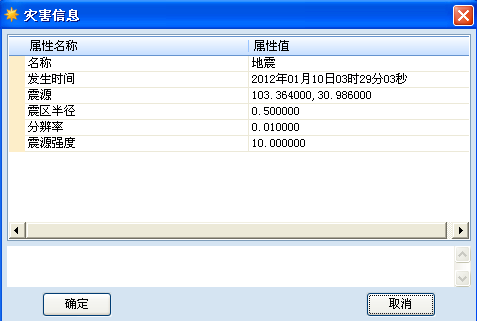 灾害信息
属性名称 属性值
名称 地震
发生时间 2012年01月10日03时29分03秒
震源 103.364000,30.986000
震区半径 0.500000
分辨率 0.010000
震源强度 10.000000
确定 取消